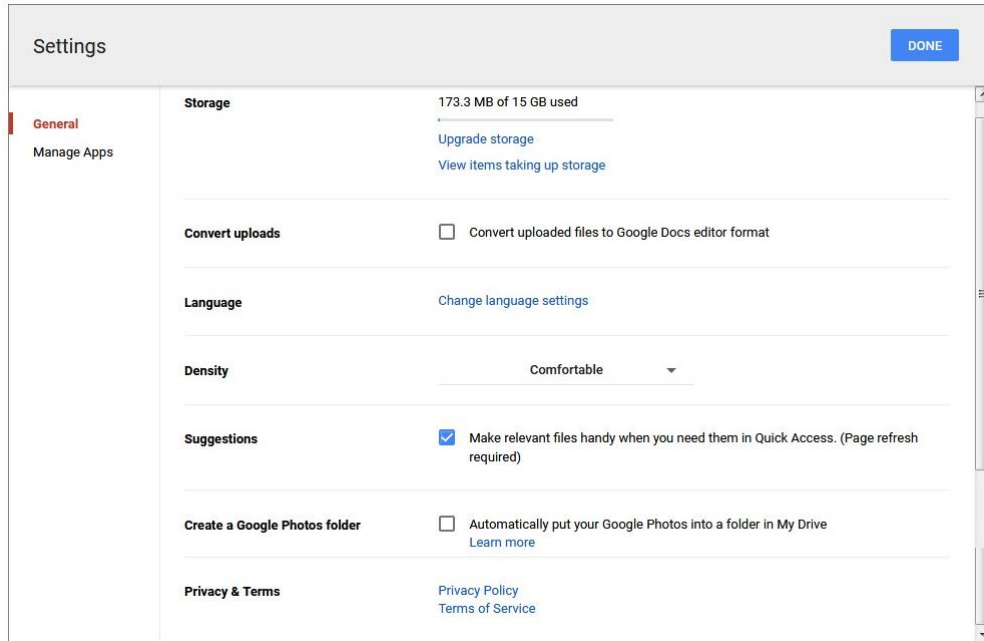 Settings
DONE
General
Manage Apps
Storage
173.3 MB of 15 GB used
Upgrade storage
View items taking up storage
Convert uploads
Convert uploaded files to Google Docs editor format
Language
Change language settings
Density
Comfortable
Suggestions
Make relevant files handy when you need them in Quick Access. (Page refresh
required)
Create a Google Photos folder
Automatically put your Google Photos into a folder in My Drive
Learn more
Privacy & Terms
Privacy Policy
Terms of Service